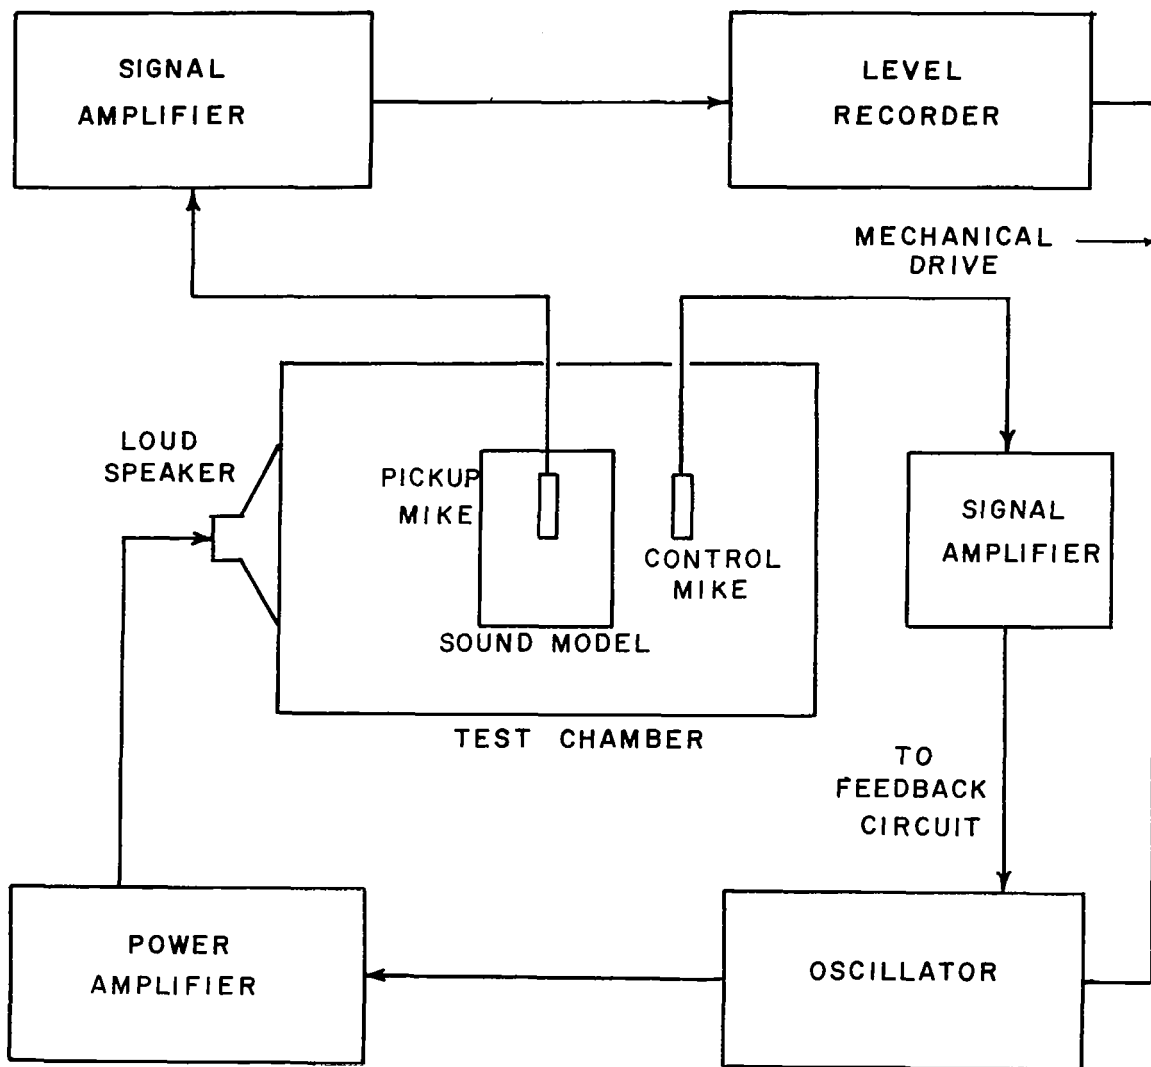 SIGNAL
AMPLIFIER
LEVEL
RECORDER
MECHANICAL
DRIVE
LOUD
SPEAKER
PICKUP
MIKE
CONTROL
MIKE
SOUND MODEL
SIGNAL
AMPLIFIER
TEST CHAMBER
TO
FEEDBACK
CIRCUIT
POWER
AMPLIFIER
OSCILLATOR